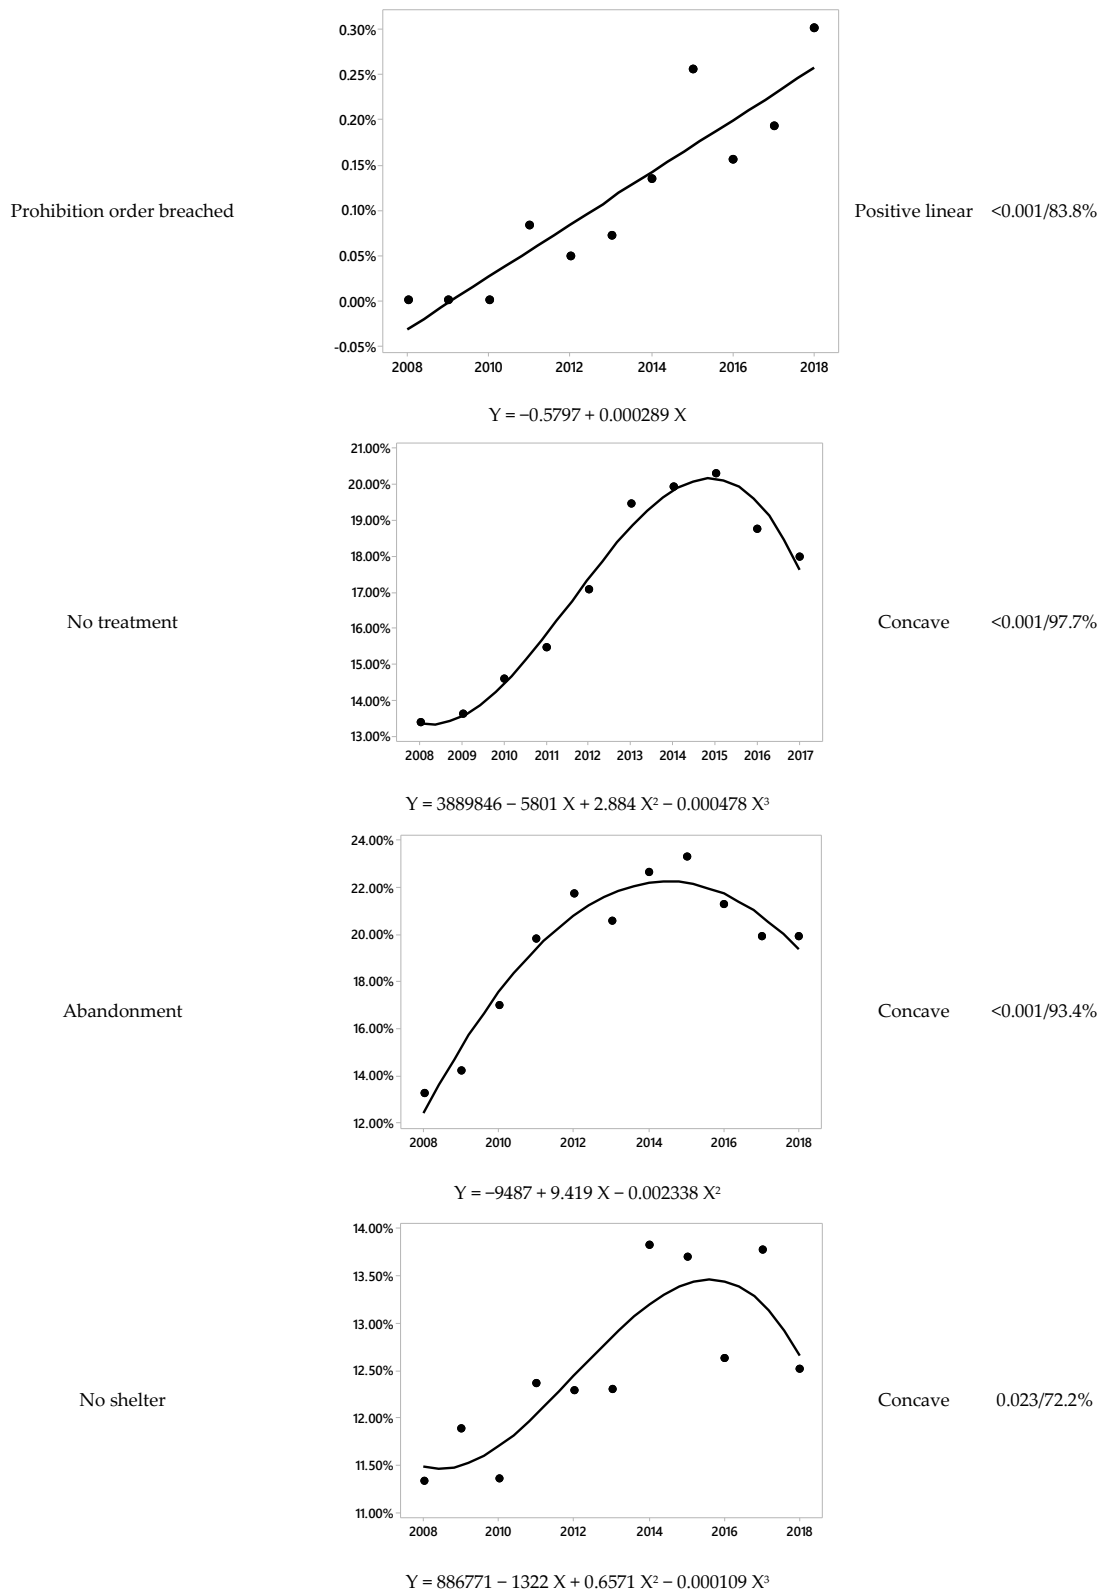 0.30%
0.25%
0.20%
0.15%
0.10%
0.05%
0.00%
-0.05%
2008 2010 2012 2014 2016 2018
Prohibition order breached
Positive linear <0.001/83.8%
Y = −0.5797 + 0.000289 X
21.00%
20.00%
19.00%
18.00%
17.00%
16.00%
15.00%
14.00%
13.00%
2008 2009 2010 2011 2012 2013 2014 2015 2016 2017
No treatment
Concave <0.001/97.7%
Y = 3889846 − 5801 X + 2.884 X² − 0.000478 X³
24.00%
22.00%
20.00%
18.00%
16.00%
14.00%
12.00%
2008 2010 2012 2014 2016 2018
Abandonment
Concave <0.001/93.4%
Y = −9487 + 9.419 X − 0.002338 X²
14.00%
13.50%
13.00%
12.50%
12.00%
11.50%
11.00%
2008 2010 2012 2014 2016 2018
No shelter
Concave 0.023/72.2%
Y = 886771 − 1322 X + 0.6571 X² − 0.000109 X³